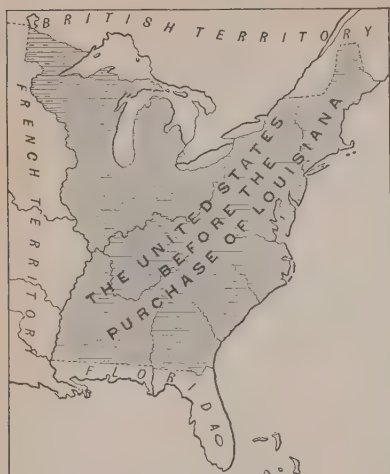 BRITISH TERRITORY
FRENCH TERRITORY
THE UNITED STATES
BEFORE THE
PURCHASE OF LOUISIANA
FLORIDA